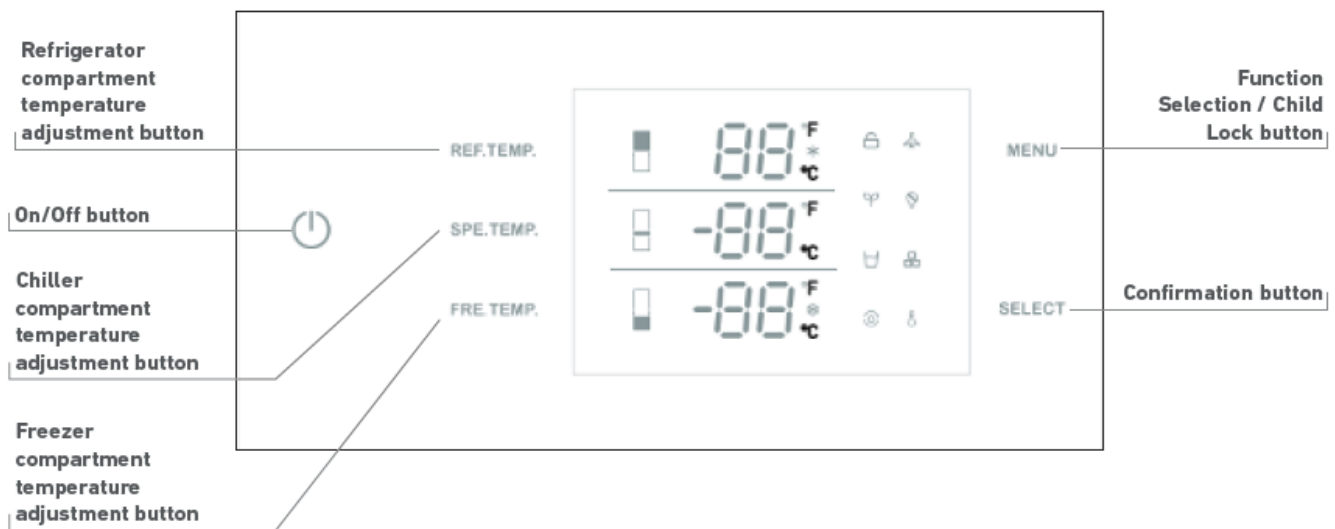 Refrigerator
compartment
temperature
adjustment button
On/Off button
Chiller
compartment
temperature
adjustment button
Freezer
compartment
temperature
adjustment button
REF.TEMP.
SPE.TEMP.
FRE.TEMP.
88 °F °C
-88 °F °C
-88 °F °C
MENU
SELECT
Function
Selection / Child
Lock button
Confirmation button